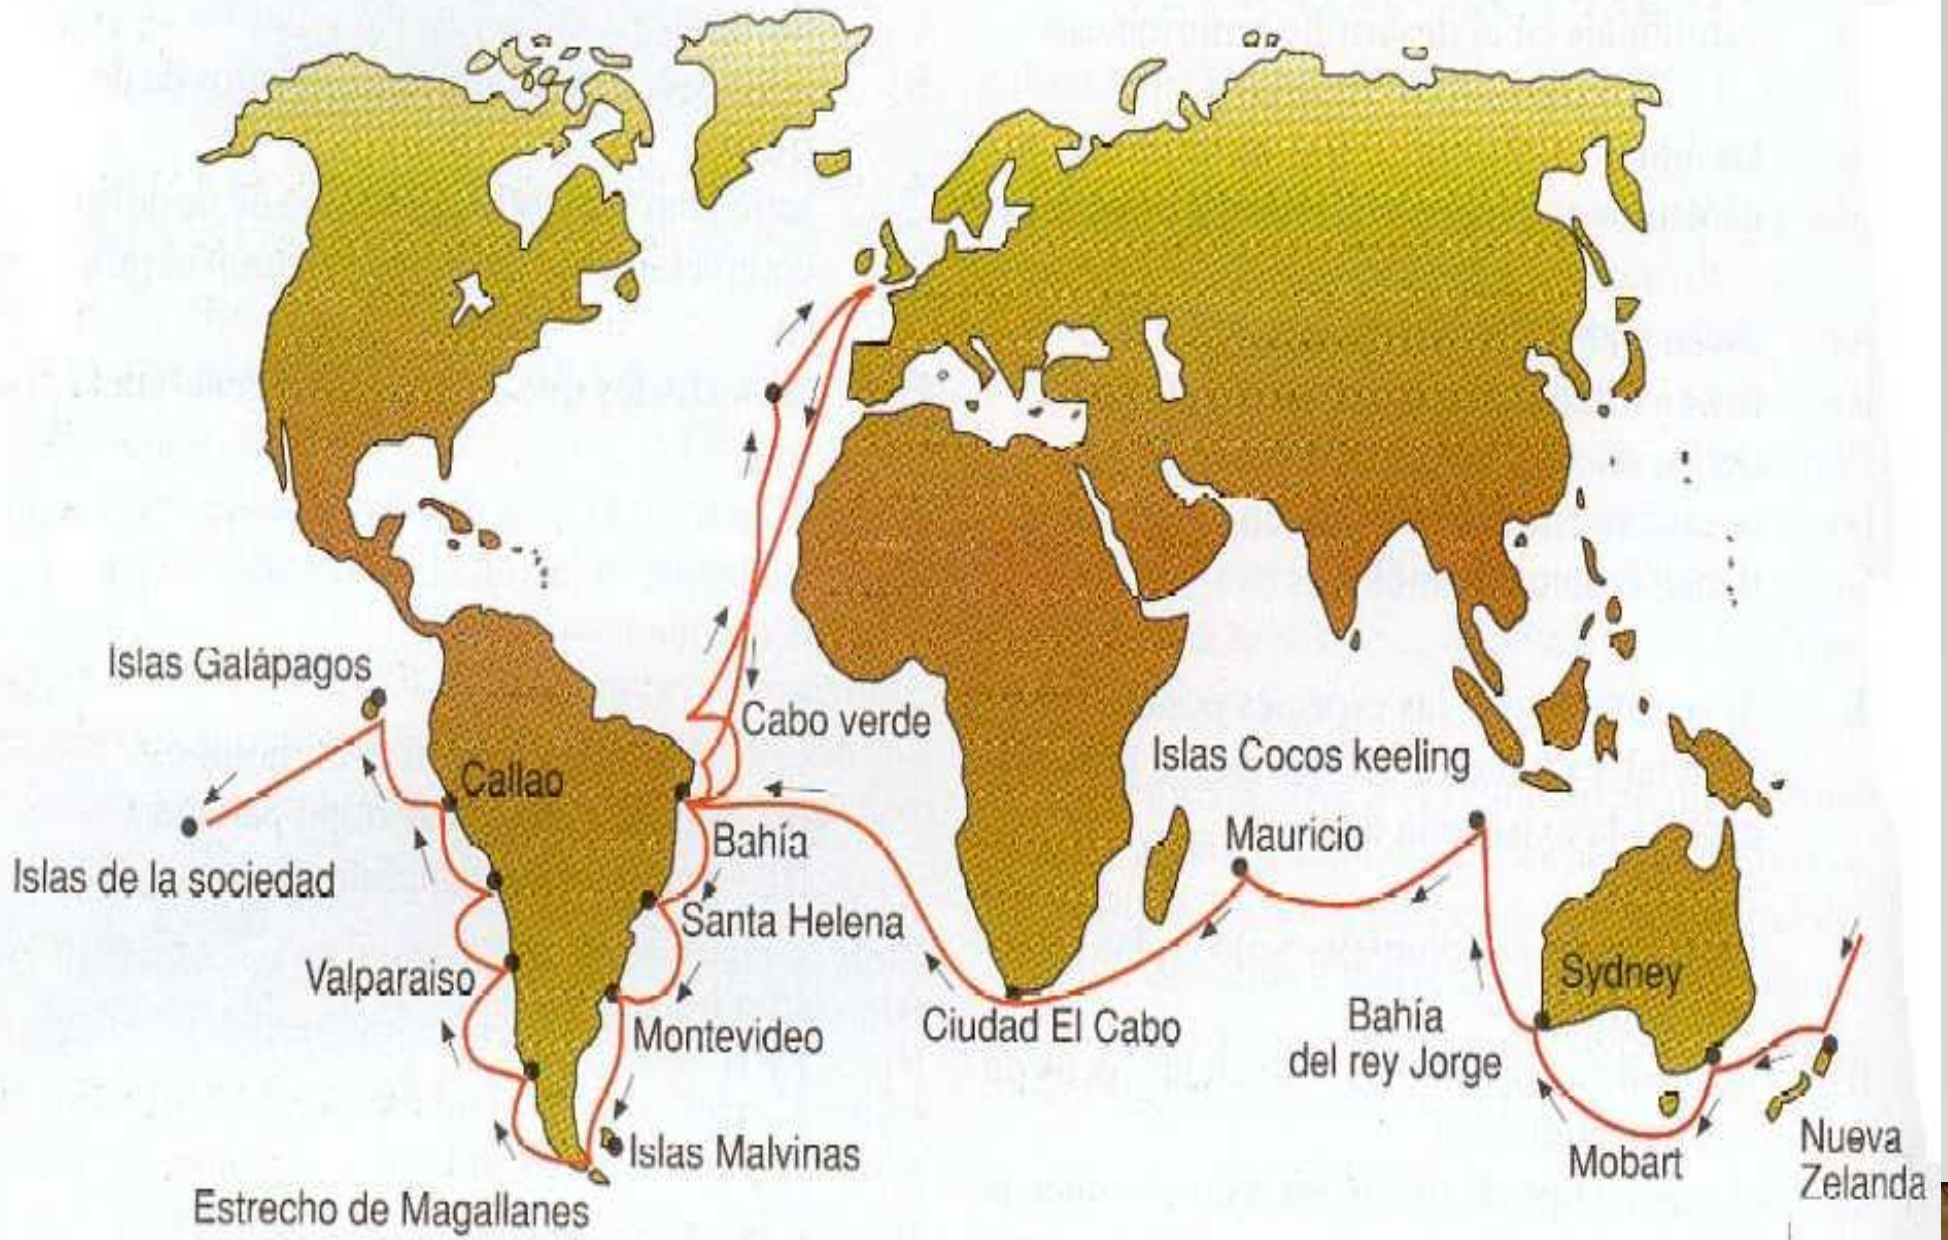 Islas Galápagos
Cabo verde
Islas Cocos keeling
Callao
Mauricio
Bahía
Islas de la sociedad
Santa Helena
Sydney
Valparaiso
Montevideo
Ciudad El Cabo
Bahía
del rey Jorge
Islas Malvinas
Mobart
Nueva
Zelanda
Estrecho de Magallanes